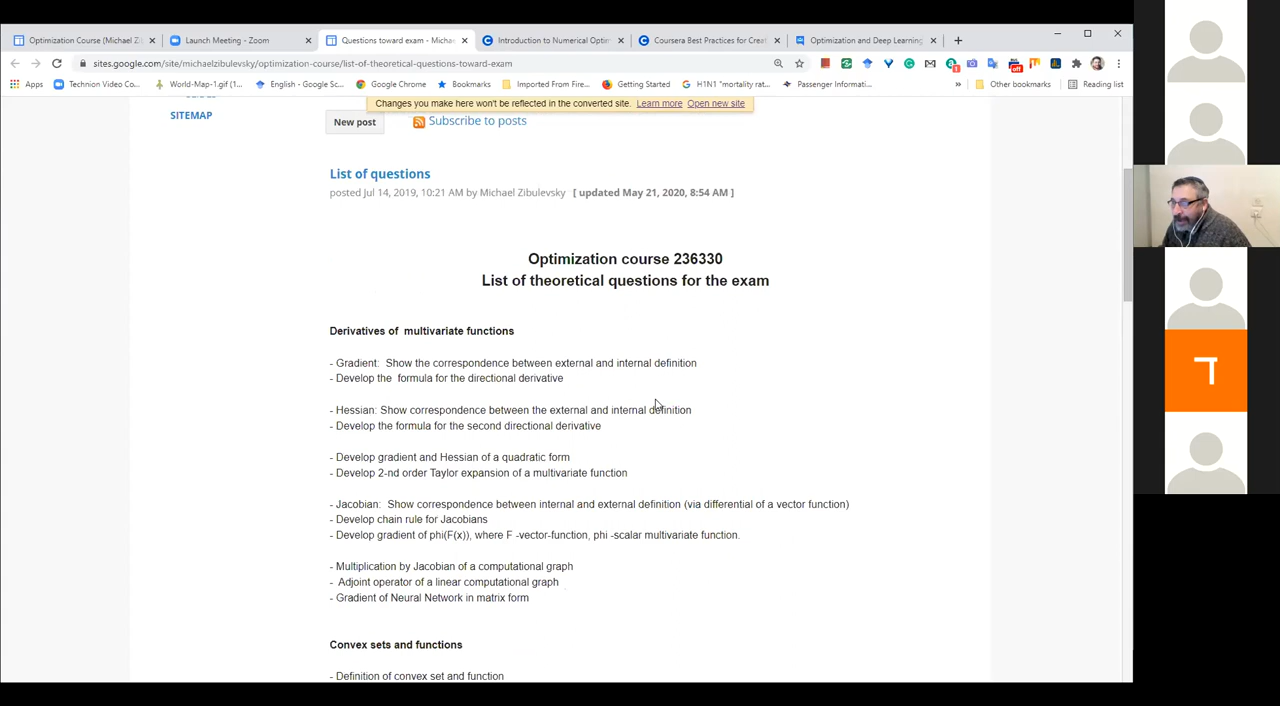 Optimization Course (Michael Zi
Launch Meeting - Zoom
Questions toward exam - Michae
Introduction to Numerical Optim
Coursera Best Practices for Creat
Optimization and Deep Learning
sites.google.com/site/michaelzibulevsky/optimization-course/list-of-theoretical-questions-toward-exam
Apps
Technion Video Co...
World-Map-1.gif (1...
English - Google Sc...
Google Chrome
Bookmarks
Imported From Fire...
Getting Started
H1N1 "mortality rat...
Passenger Informati...
»
Other bookmarks
Reading list
Changes you make here won't be reflected in the converted site. Learn more Open new site
SITEMAP
New post
Subscribe to posts
List of questions
posted Jul 14, 2019, 10:21 AM by Michael Zibulevsky [ updated May 21, 2020, 8:54 AM ]
Optimization course 236330
List of theoretical questions for the exam
Derivatives of multivariate functions
- Gradient: Show the correspondence between external and internal definition
- Develop the formula for the directional derivative
- Hessian: Show correspondence between the external and internal definition
- Develop the formula for the second directional derivative
- Develop gradient and Hessian of a quadratic form
- Develop 2-nd order Taylor expansion of a multivariate function
- Jacobian: Show correspondence between internal and external definition (via differential of a vector function)
- Develop chain rule for Jacobians
- Develop gradient of phi(F(x)), where F -vector-function, phi -scalar multivariate function.
- Multiplication by Jacobian of a computational graph
- Adjoint operator of a linear computational graph
- Gradient of Neural Network in matrix form
Convex sets and functions
- Definition of convex set and function
ד